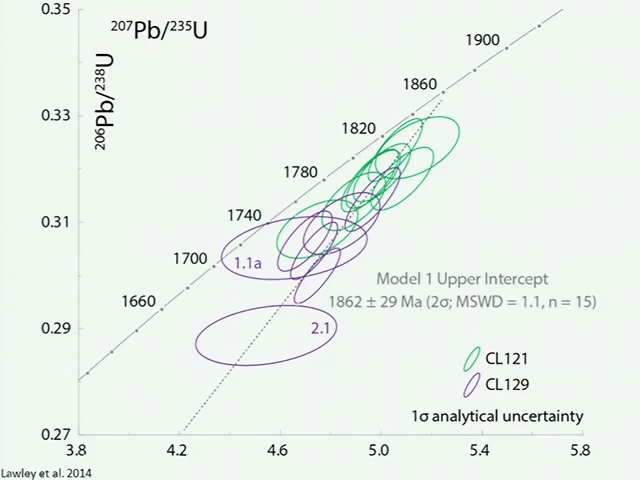 0.35
²⁰⁷Pb/²³⁵U
1900
²⁰⁶Pb/²³⁸U
1860
0.33
1820
1780
1740
0.31
1700
1.1a
Model 1 Upper Intercept
1862 ± 29 Ma (2σ; MSWD = 1.1, n = 15)
1660
0.29
2.1
CL121
CL129
1σ analytical uncertainty
0.27
3.8 4.2 4.6 5.0 5.4 5.8
Lawley et al. 2014